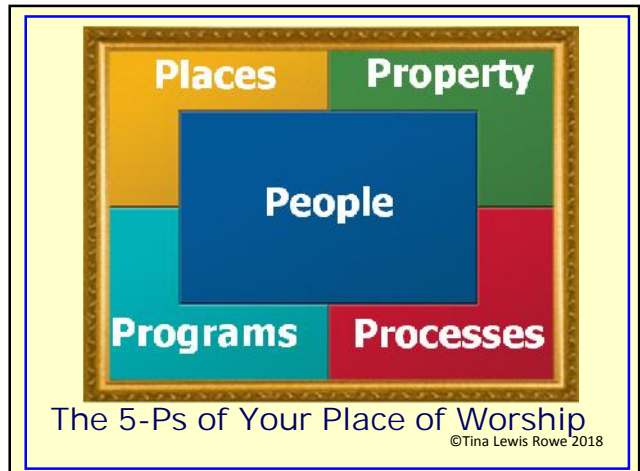 Places Property
People
Programs Processes
The 5-Ps of Your Place of Worship
©Tina Lewis Rowe 2018